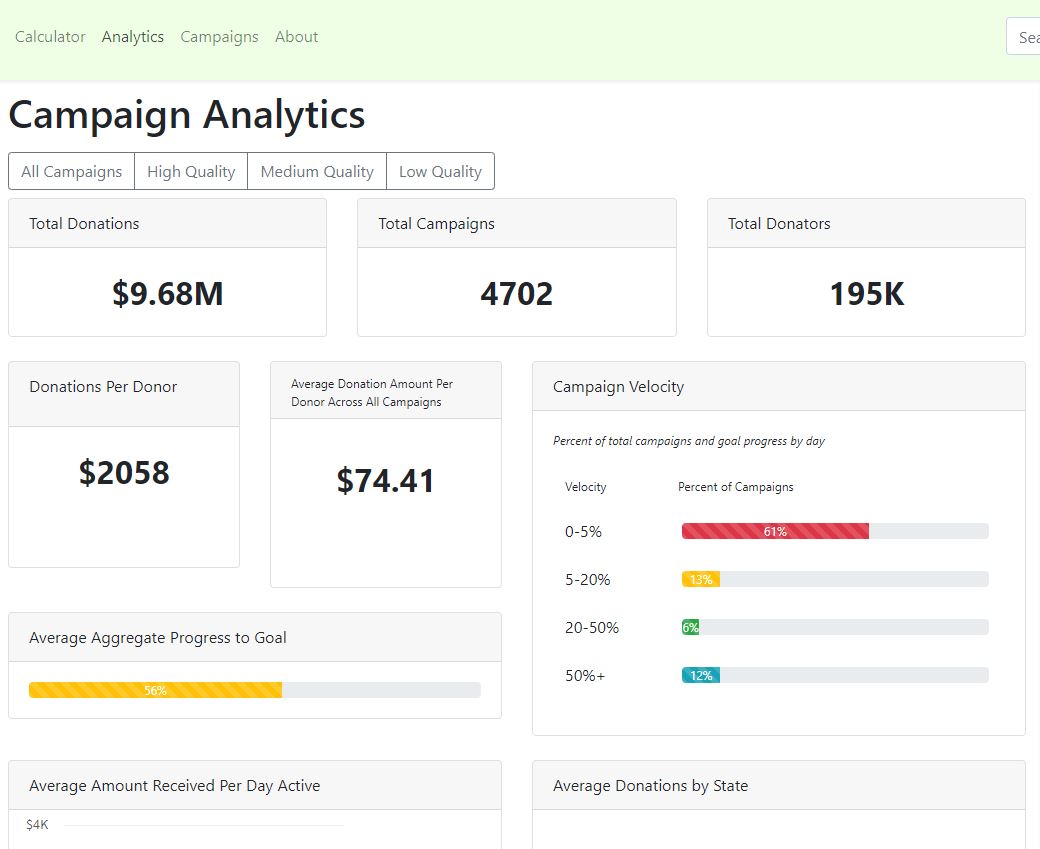 Calculator Analytics Campaigns About
Sea
Campaign Analytics
All Campaigns High Quality Medium Quality Low Quality
Total Donations
$9.68M
Total Campaigns
4702
Total Donators
195K
Donations Per Donor
$2058
Average Donation Amount Per
Donor Across All Campaigns
$74.41
Campaign Velocity
Percent of total campaigns and goal progress by day
Velocity Percent of Campaigns
0-5% 61%
5-20% 13%
20-50% 6%
50%+ 12%
Average Aggregate Progress to Goal
56%
Average Amount Received Per Day Active
$4K
Average Donations by State